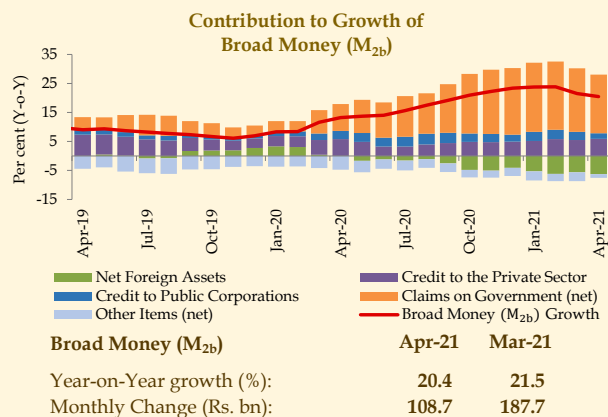 Contribution to Growth of
Broad Money (M2b)
Per cent (Y-o-Y)
35
25
15
5
-5
-15
Apr-19
Jul-19
Oct-19
Jan-20
Apr-20
Jul-20
Oct-20
Jan-21
Apr-21
Net Foreign Assets
Credit to the Private Sector
Credit to Public Corporations
Claims on Government (net)
Other Items (net)
Broad Money (M2b) Growth
Broad Money (M2b) Apr-21 Mar-21
Year-on-Year growth (%): 20.4 21.5
Monthly Change (Rs. bn): 108.7 187.7